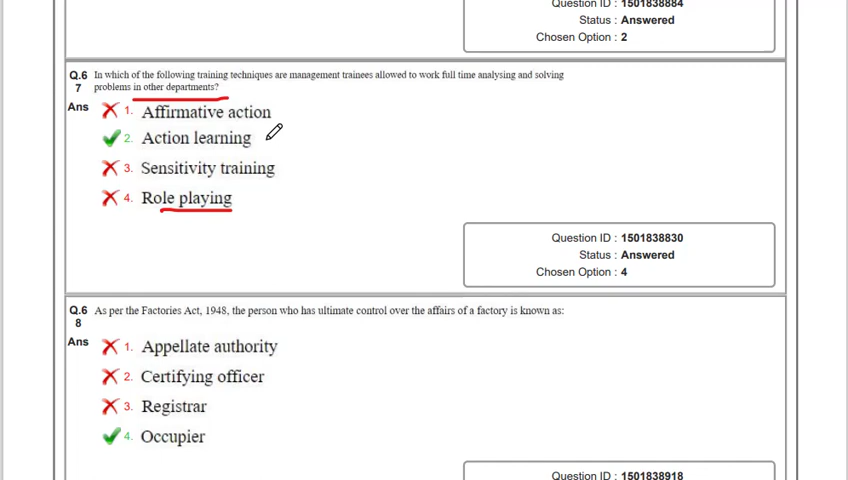 Question ID : 1501838884
Status : Answered
Chosen Option : 2
Q.6 In which of the following training techniques are management trainees allowed to work full time analysing and solving
7 problems in other departments?
Ans 1. Affirmative action
2. Action learning
3. Sensitivity training
4. Role playing
Question ID : 1501838830
Status : Answered
Chosen Option : 4
Q.6 As per the Factories Act, 1948, the person who has ultimate control over the affairs of a factory is known as:
8
Ans 1. Appellate authority
2. Certifying officer
3. Registrar
4. Occupier
Question ID : 1501838918